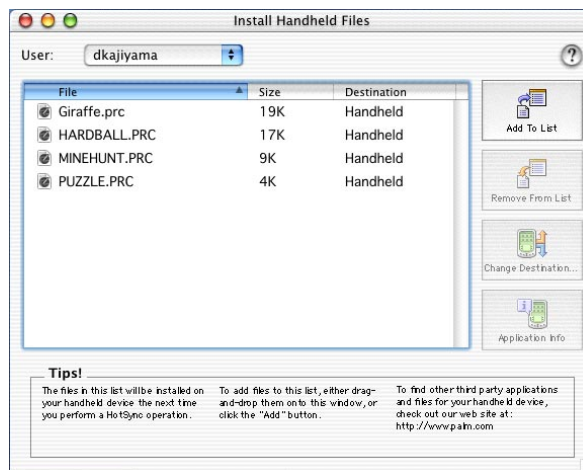 Install Handheld Files
User: dkajiyama
?
File Size Destination
Giraffe.prc 19K Handheld
HARDBALL.PRC 17K Handheld
MINEHUNT.PRC 9K Handheld
PUZZLE.PRC 4K Handheld
Add To List
Remove From List
Change Destination...
Application Info
Tips!
The files in this list will be installed on
your handheld device the next time
you perform a HotSync operation.
To add files to this list, either drag-
and-drop them onto this window, or
click the "Add" button.
To find other third party applications
and files for your handheld device,
check out our web site at:
http://www.palm.com